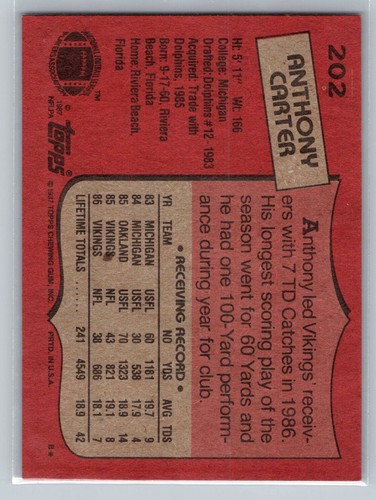 202
ANTHONY
CARTER
Ht: 5' 11" Wt: 166
College: Michigan
Drafted: Dolphins #12 1983
Acquired: Trade with
Dolphins, 1985
Born: 9-17-60, Riviera
Beach, Florida
Home: Riviera Beach,
Florida
Anthony led Vikings' receiv-
ers with 7 TD Catches in 1986.
His longest scoring play of the
season went for 60 Yards and
he had one 100-Yard perform-
ance during year for club.
• RECEIVING RECORD •
YR TEAM NO YDS AVG TDS
83 MICHIGAN USFL 60 1181 19.7 9
84 MICHIGAN USFL 30 538 17.9 4
85 OAKLAND USFL 70 1323 18.9 14
85 VIKINGS NFL 43 821 19.1 8
86 VIKINGS NFL 38 686 18.1 7
LIFETIME TOTALS ...... 241 4549 18.9 42
TM
© 1987
NFLPA
topps
© 1987 TOPPS CHEWING GUM, INC.
PRTD. IN U.S.A.